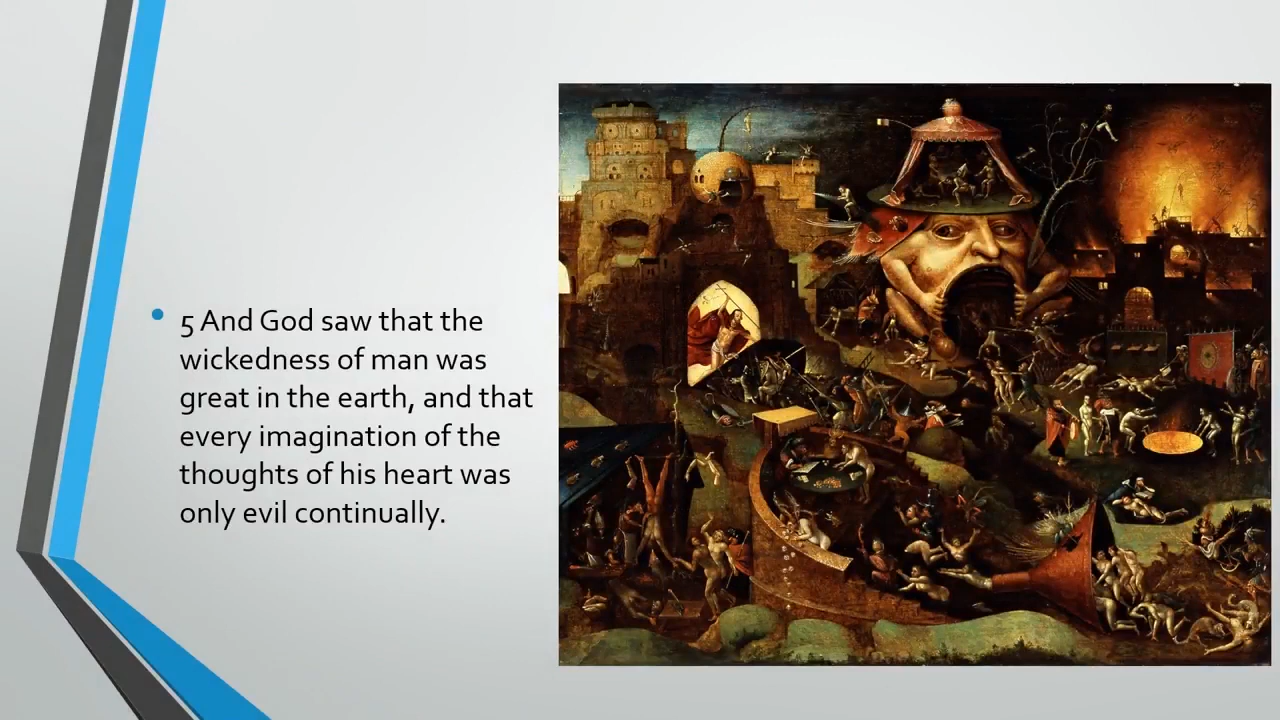 5 And God saw that the
wickedness of man was
great in the earth, and that
every imagination of the
thoughts of his heart was
only evil continually.